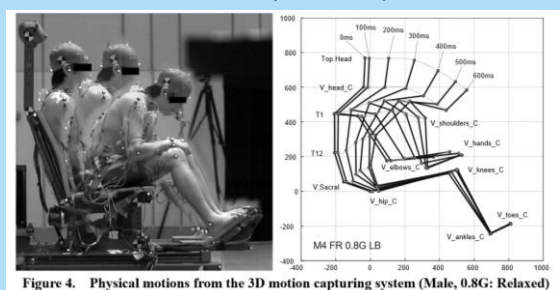 100ms
0ms
200ms
300ms
400ms
500ms
600ms
Top.Head
V_head_C
T1
V_shoulders_C
T12
V_hands_C
V_elbows_C
V_knees_C
V.Sacral
V_hip_C
V_toes_C
V_ankles_C
M4 FR 0.8G LB
1000
800
600
400
200
0
-200
-400
-400 -200 0 200 400 600 800 1000
Figure 4. Physical motions from the 3D motion capturing system (Male, 0.8G: Relaxed)